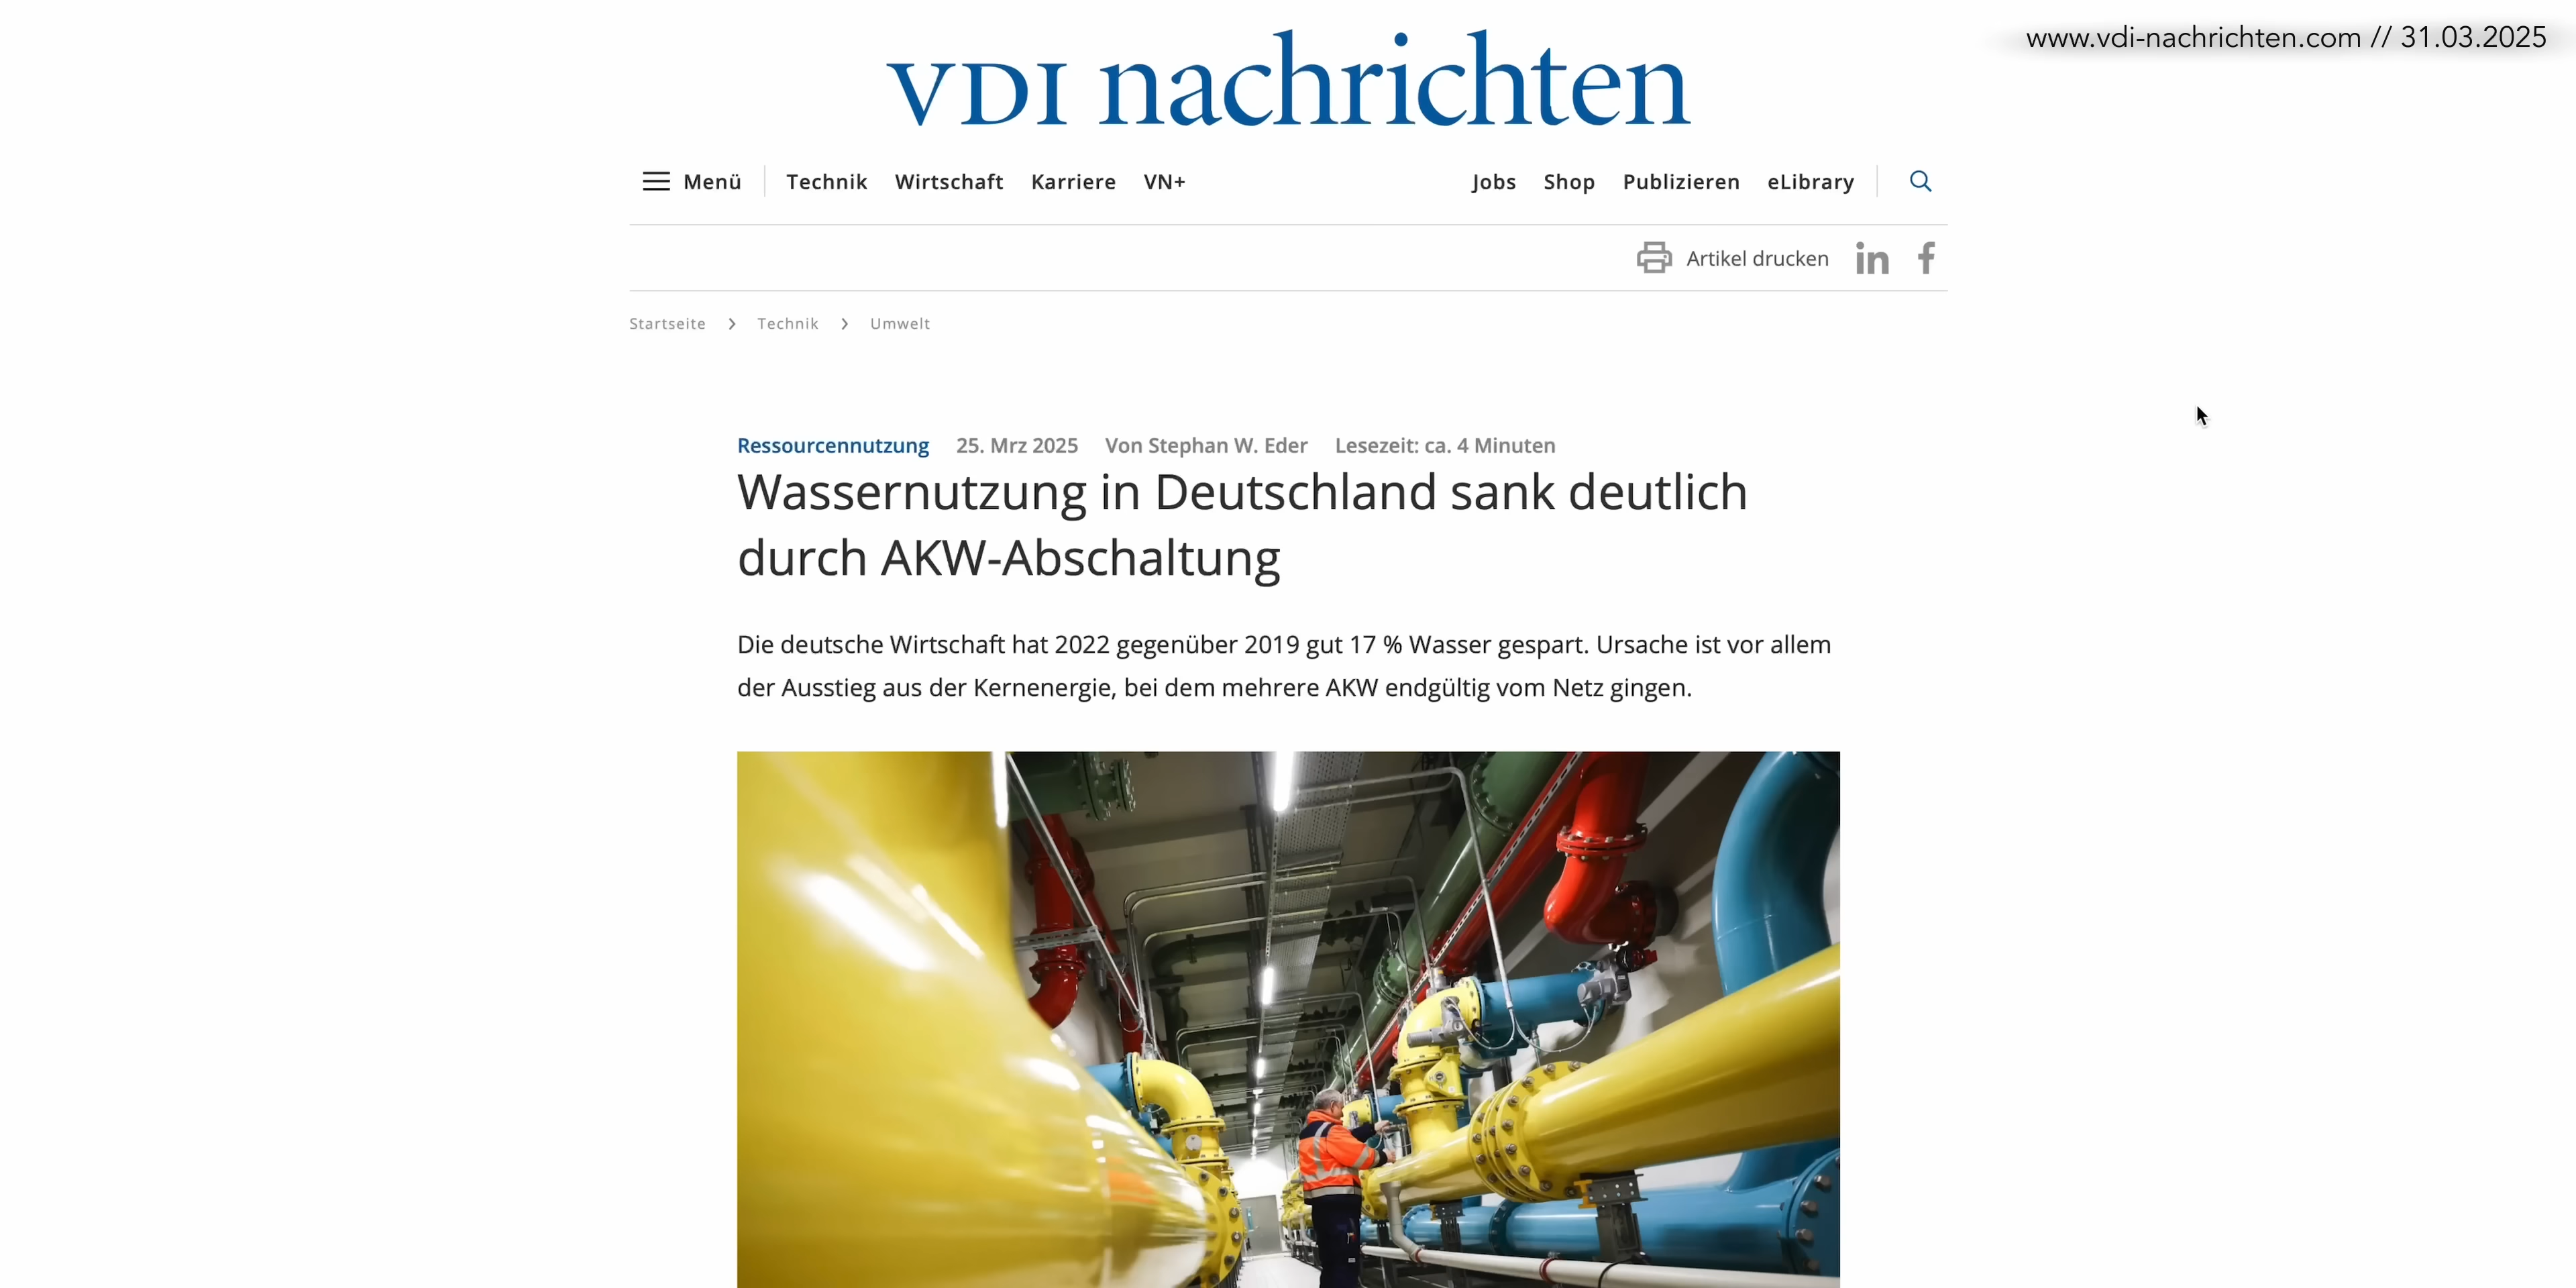 www.vdi-nachrichten.com // 31.03.2025
VDI nachrichten
Menü Technik Wirtschaft Karriere VN+ Jobs Shop Publizieren eLibrary
Artikel drucken in f
Startseite > Technik > Umwelt
Ressourcennutzung 25. Mrz 2025 Von Stephan W. Eder Lesezeit: ca. 4 Minuten
Wassernutzung in Deutschland sank deutlich
durch AKW-Abschaltung
Die deutsche Wirtschaft hat 2022 gegenüber 2019 gut 17 % Wasser gespart. Ursache ist vor allem
der Ausstieg aus der Kernenergie, bei dem mehrere AKW endgültig vom Netz gingen.